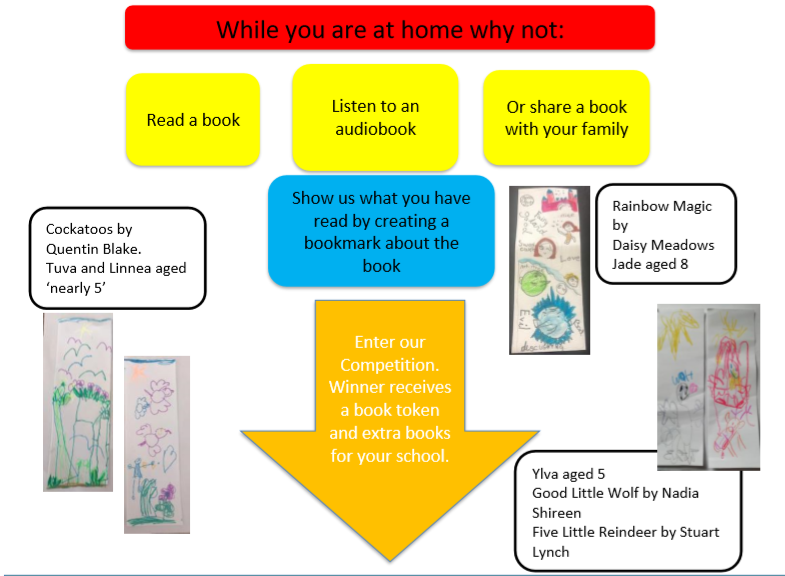 While you are at home why not:
Read a book
Listen to an
audiobook
Or share a book
with your family
Show us what you have
read by creating a
bookmark about the
book
Rainbow Magic
by
Daisy Meadows
Jade aged 8
Cockatoos by
Quentin Blake.
Tuva and Linnea aged
‘nearly 5’
Enter our
Competition.
Winner receives
a book token
and extra books
for your school.
Love
Evil
Ylva aged 5
Good Little Wolf by Nadia
Shireen
Five Little Reindeer by Stuart
Lynch